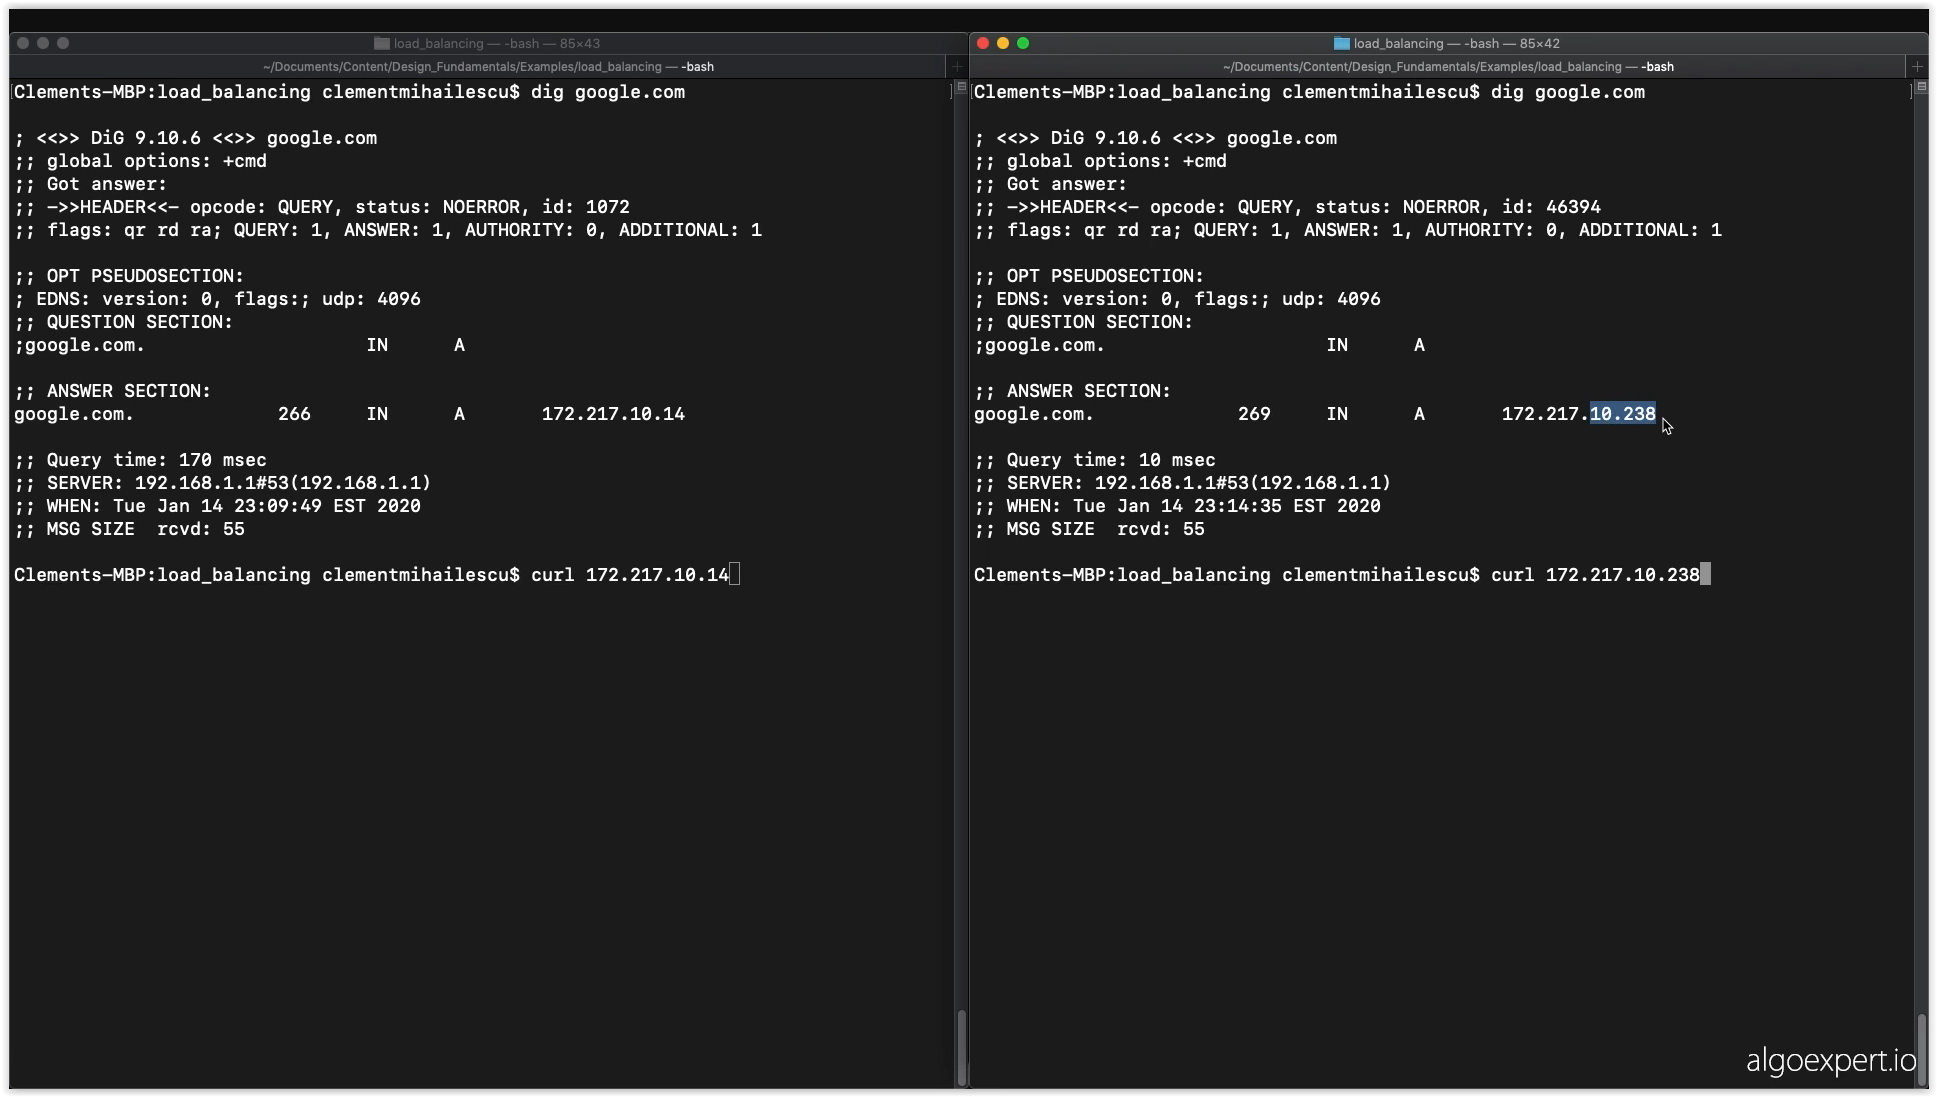 load_balancing — -bash — 85×43
~/Documents/Content/Design_Fundamentals/Examples/load_balancing — -bash
[Clements-MBP:load_balancing clementmihailescu$ dig google.com ]

; <<>> DiG 9.10.6 <<>> google.com
;; global options: +cmd
;; Got answer:
;; ->>HEADER<<- opcode: QUERY, status: NOERROR, id: 1072
;; flags: qr rd ra; QUERY: 1, ANSWER: 1, AUTHORITY: 0, ADDITIONAL: 1

;; OPT PSEUDOSECTION:
; EDNS: version: 0, flags:; udp: 4096
;; QUESTION SECTION:
;google.com. IN A

;; ANSWER SECTION:
google.com. 266 IN A 172.217.10.14

;; Query time: 170 msec
;; SERVER: 192.168.1.1#53(192.168.1.1)
;; WHEN: Tue Jan 14 23:09:49 EST 2020
;; MSG SIZE rcvd: 55

Clements-MBP:load_balancing clementmihailescu$ curl 172.217.10.14
load_balancing — -bash — 85×42
~/Documents/Content/Design_Fundamentals/Examples/load_balancing — -bash
[Clements-MBP:load_balancing clementmihailescu$ dig google.com ]

; <<>> DiG 9.10.6 <<>> google.com
;; global options: +cmd
;; Got answer:
;; ->>HEADER<<- opcode: QUERY, status: NOERROR, id: 46394
;; flags: qr rd ra; QUERY: 1, ANSWER: 1, AUTHORITY: 0, ADDITIONAL: 1

;; OPT PSEUDOSECTION:
; EDNS: version: 0, flags:; udp: 4096
;; QUESTION SECTION:
;google.com. IN A

;; ANSWER SECTION:
google.com. 269 IN A 172.217.10.238

;; Query time: 10 msec
;; SERVER: 192.168.1.1#53(192.168.1.1)
;; WHEN: Tue Jan 14 23:14:35 EST 2020
;; MSG SIZE rcvd: 55

Clements-MBP:load_balancing clementmihailescu$ curl 172.217.10.238
algoexpert.io